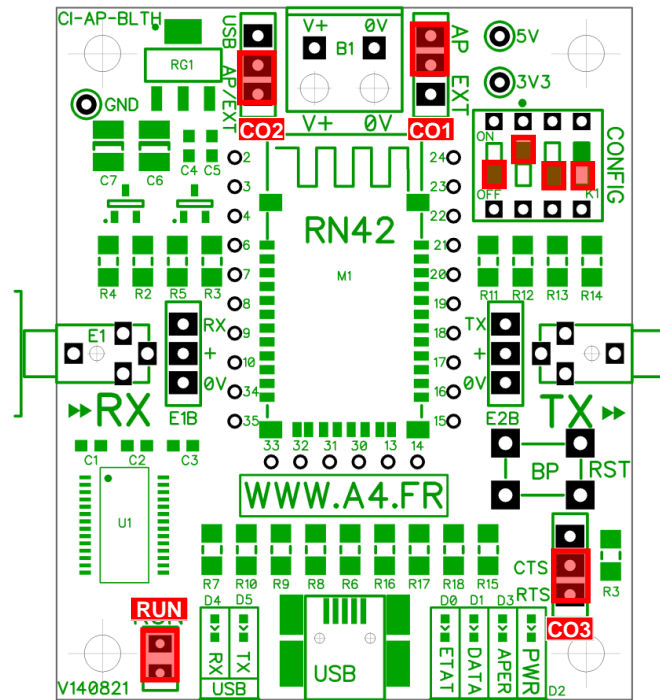 CI-AP-BLTH
USB
AP/EXT
CO2
RG1
V+ 0V
B1
V+ 0V
AP
EXT
CO1
5V
3V3
GND
ON
OFF
K1
CONFIG
C7
C6
C4
C5
2
3
4
6
7
8
9
10
34
35
24
23
22
21
20
19
18
17
16
15
RN42
M1
R4
R2
R5
R3
R11
R12
R13
R14
E1
RX
+
0V
E1B
RX
TX
+
0V
E2B
TX
33
32
31
30
13
14
C1
C2
C3
U1
WWW.A4.FR
BP
RST
R7
R10
R9
R8
R6
R16
R17
R18
R15
CTS
RTS
CO3
R3
RUN
D4
D5
RX
TX
USB
USB
D0
D1
D3
ETAT
DATA
APER
PWR
D2
V140821